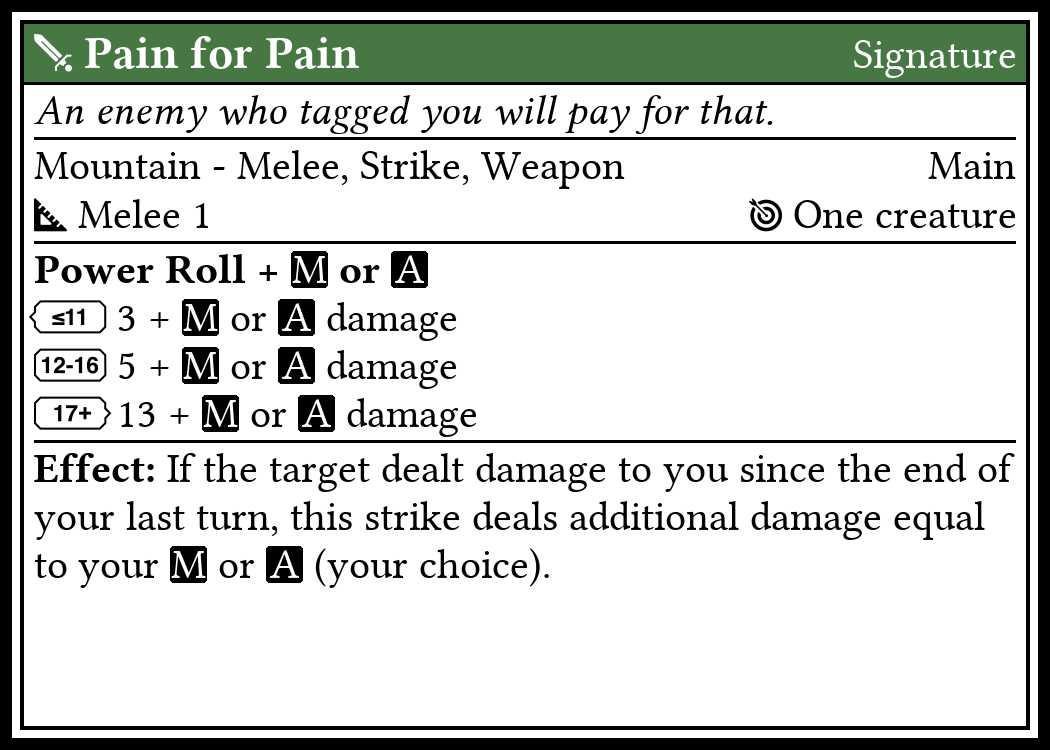 Pain for Pain Signature
An enemy who tagged you will pay for that.
Mountain - Melee, Strike, Weapon Main
Melee 1 One creature
Power Roll + M or A
≤11 3 + M or A damage
12-16 5 + M or A damage
17+ 13 + M or A damage
Effect: If the target dealt damage to you since the end of
your last turn, this strike deals additional damage equal
to your M or A (your choice).